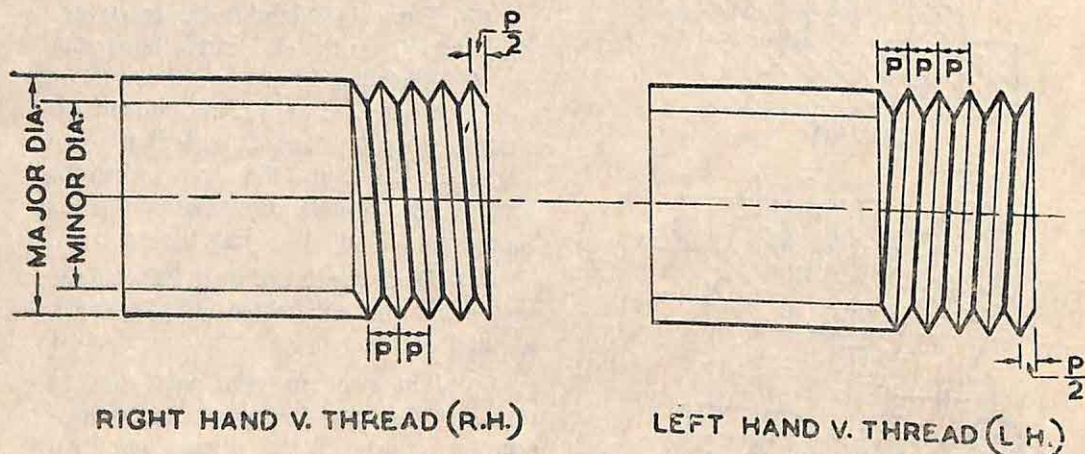 P
2
P P P
MAJOR DIA.
MINOR DIA.
P P
P
2
RIGHT HAND V. THREAD (R.H.)
LEFT HAND V. THREAD (L H.)